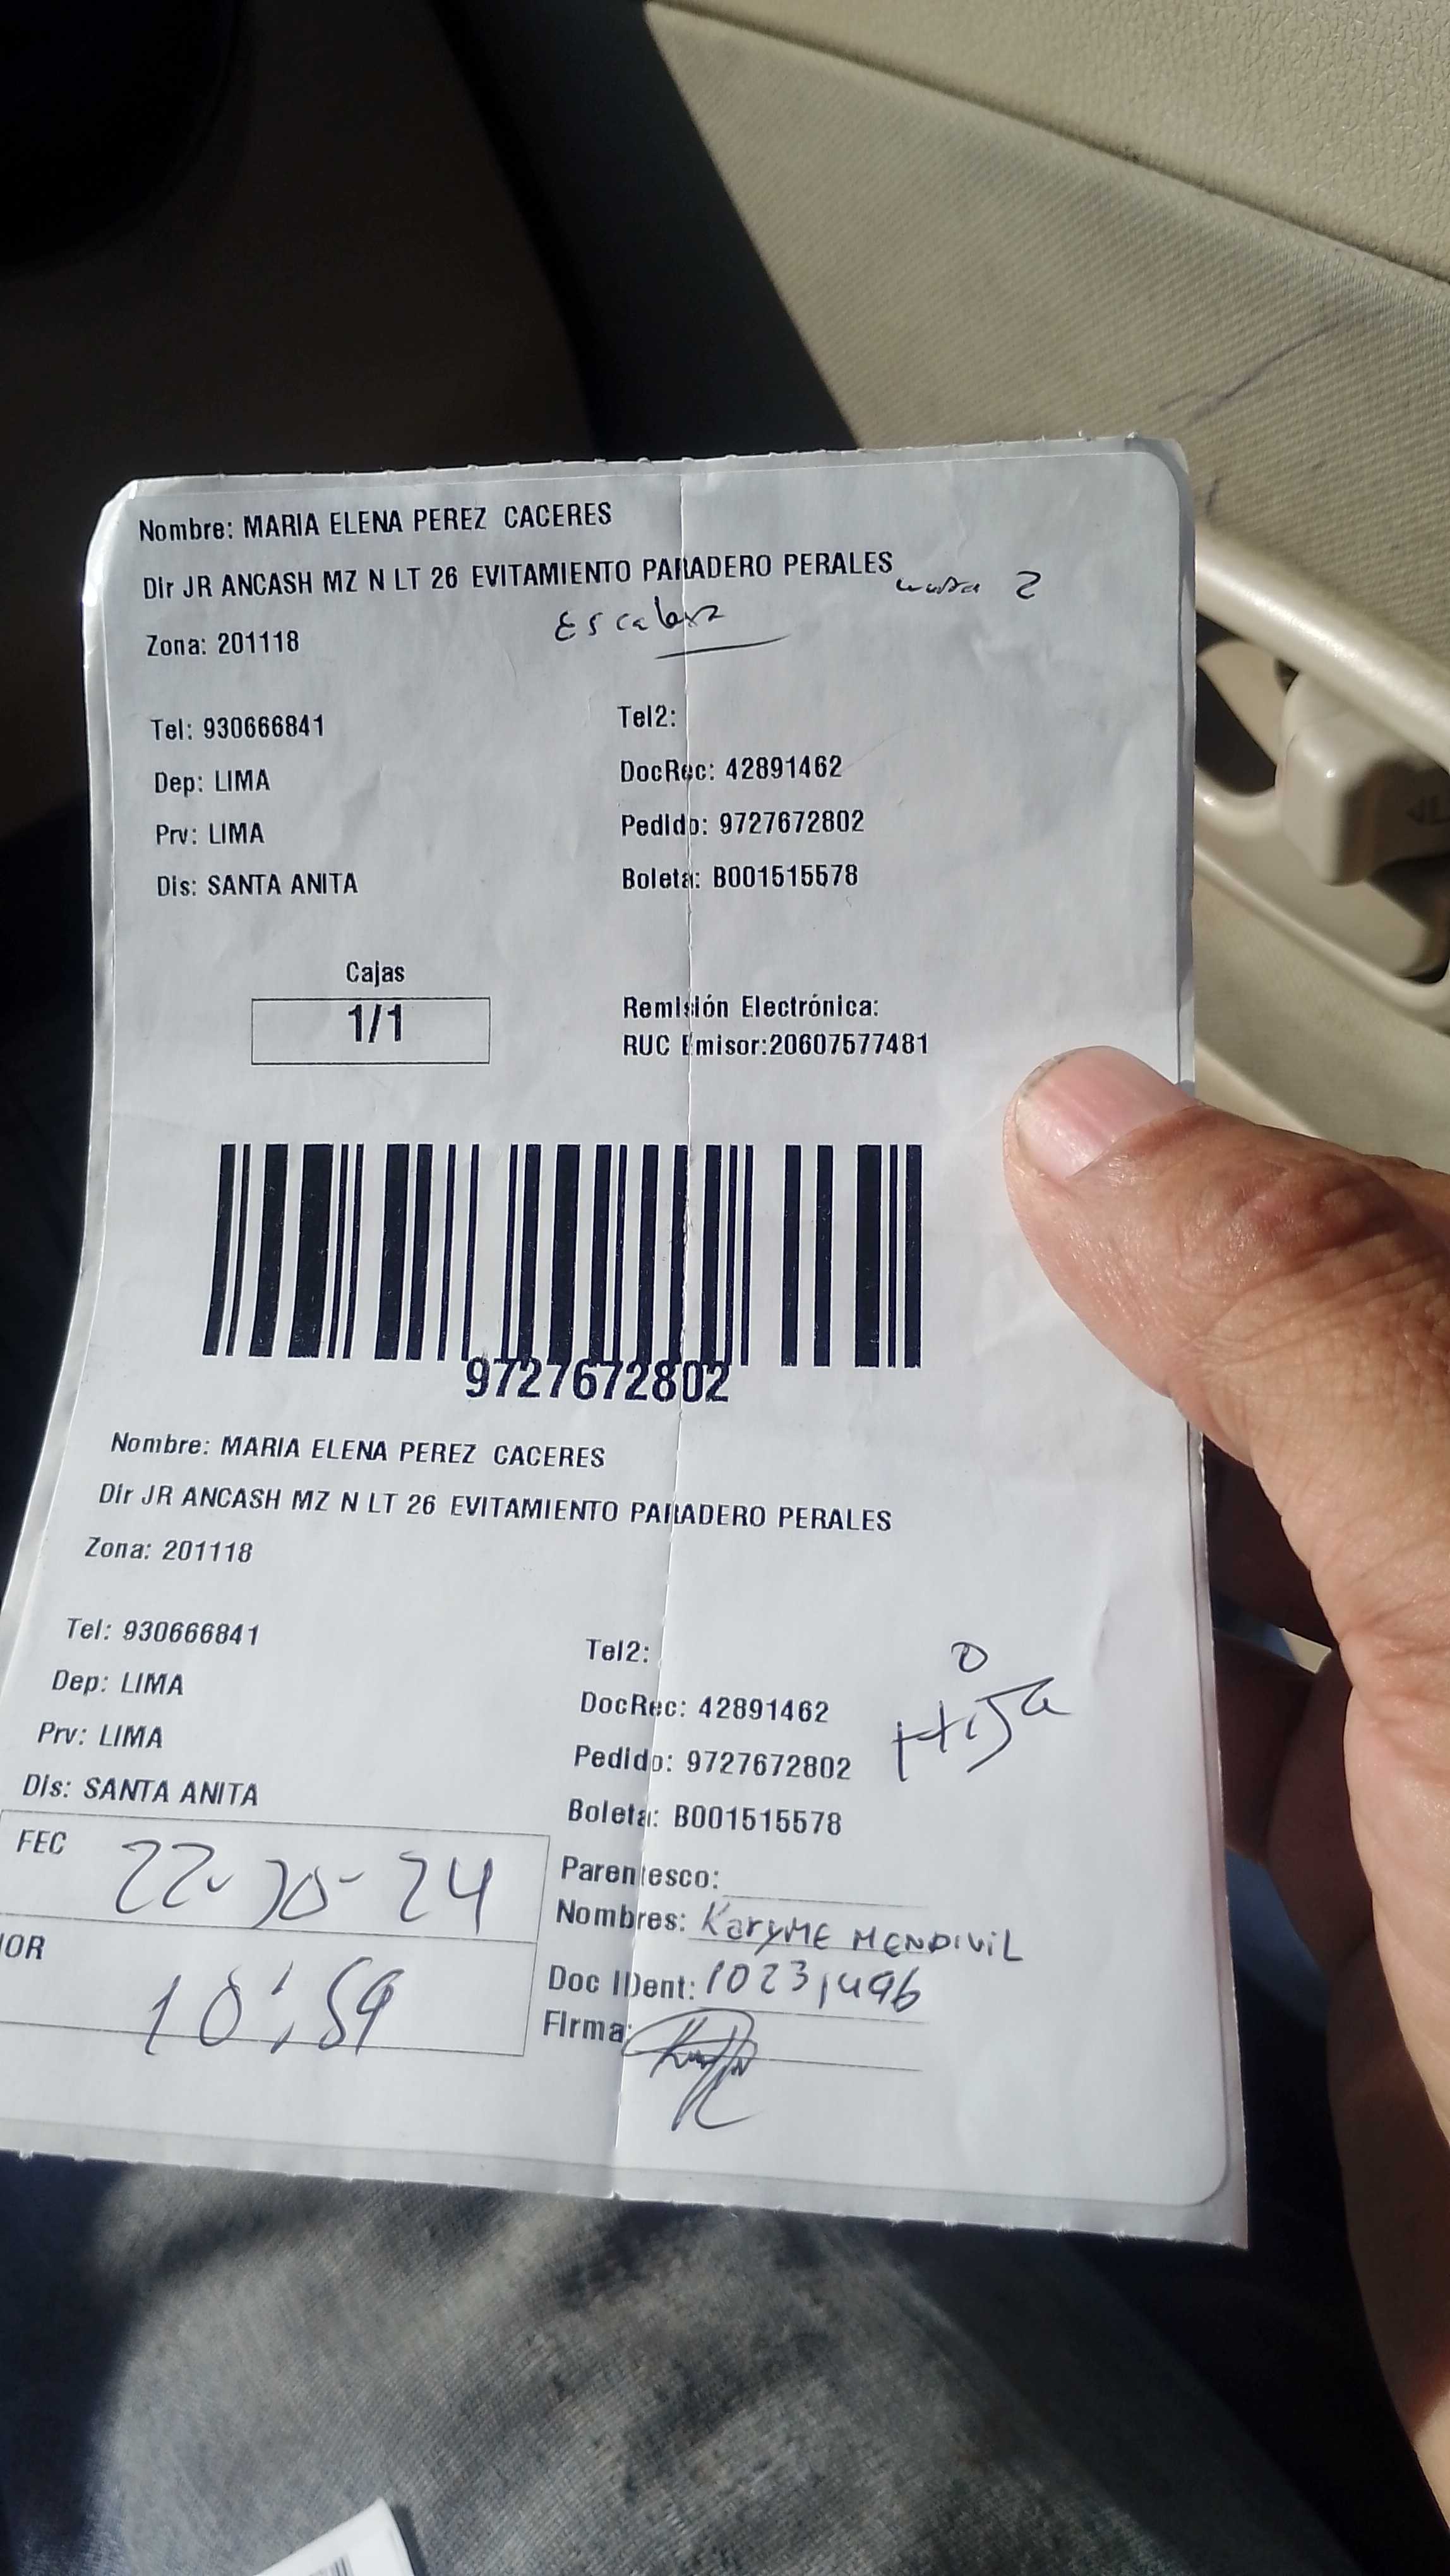 Nombre: MARIA ELENA PEREZ CACERES
Dir JR ANCASH MZ N LT 26 EVITAMIENTO PARADERO PERALES
2
Zona: 201118
Tel: 930666841
Tel2:
Dep: LIMA
DocRec: 42891462
Prv: LIMA
Pedido: 9727672802
Dis: SANTA ANITA
Boleta: B001515578
Cajas
1/1
Remisión Electrónica:
RUC Emisor:20607577481
9727672802
Nombre: MARIA ELENA PEREZ CACERES
Dir JR ANCASH MZ N LT 26 EVITAMIENTO PARADERO PERALES
Zona: 201118
Tel: 930666841
Tel2:
Dep: LIMA
DocRec: 42891462
Hija
Prv: LIMA
Pedido: 9727672802
Dis: SANTA ANITA
Boleta: B001515578
FEC 22-10-24
Parentesco:
Nombres: KaryME MENDIViL
HOR 10:59
Doc IDent: 10231496
Firma: